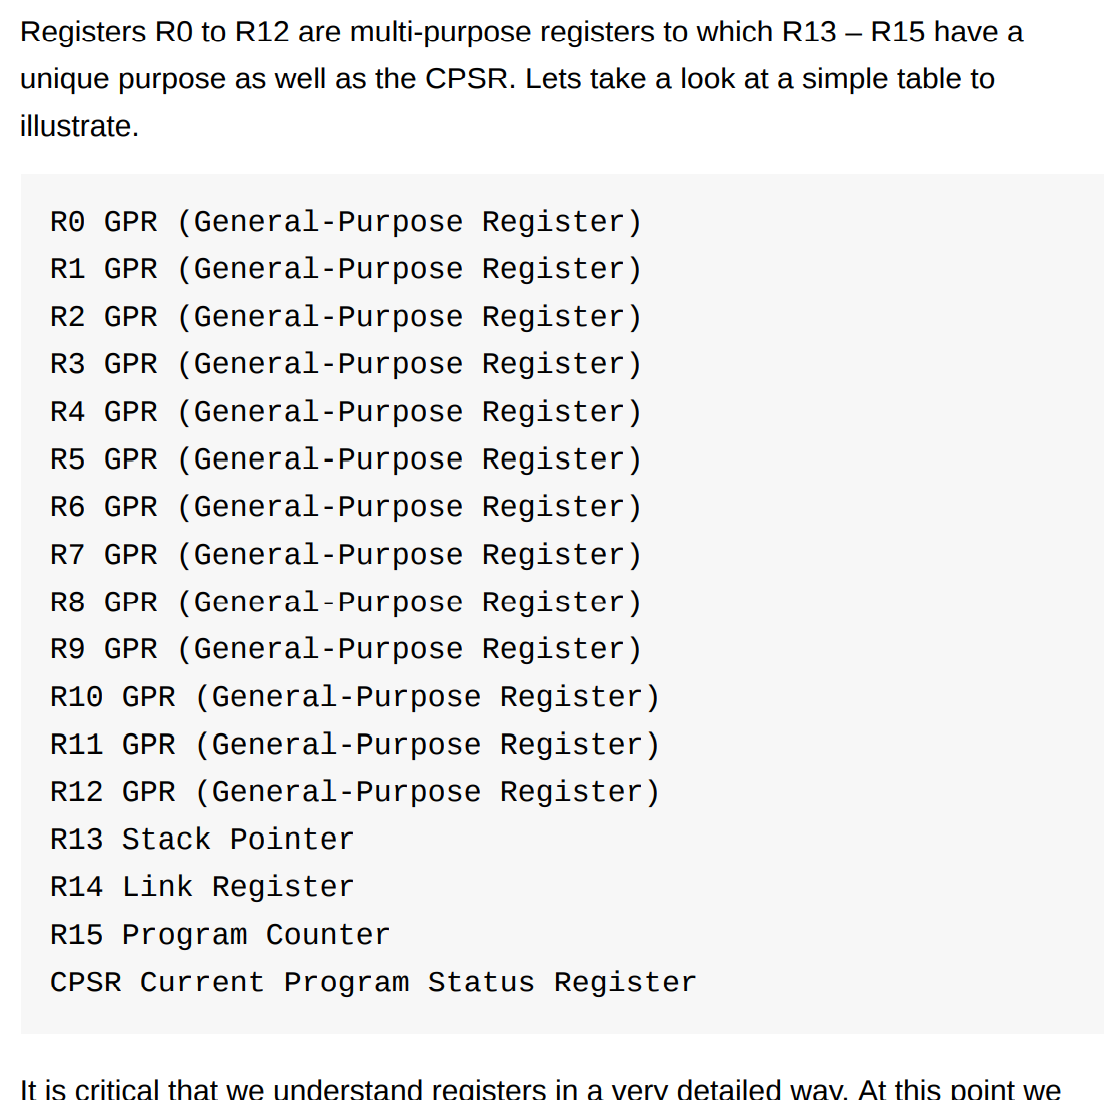 Registers R0 to R12 are multi-purpose registers to which R13 – R15 have a
unique purpose as well as the CPSR. Lets take a look at a simple table to
illustrate.
R0 GPR (General-Purpose Register)
R1 GPR (General-Purpose Register)
R2 GPR (General-Purpose Register)
R3 GPR (General-Purpose Register)
R4 GPR (General-Purpose Register)
R5 GPR (General-Purpose Register)
R6 GPR (General-Purpose Register)
R7 GPR (General-Purpose Register)
R8 GPR (General-Purpose Register)
R9 GPR (General-Purpose Register)
R10 GPR (General-Purpose Register)
R11 GPR (General-Purpose Register)
R12 GPR (General-Purpose Register)
R13 Stack Pointer
R14 Link Register
R15 Program Counter
CPSR Current Program Status Register
It is critical that we understand registers in a very detailed way. At this point we